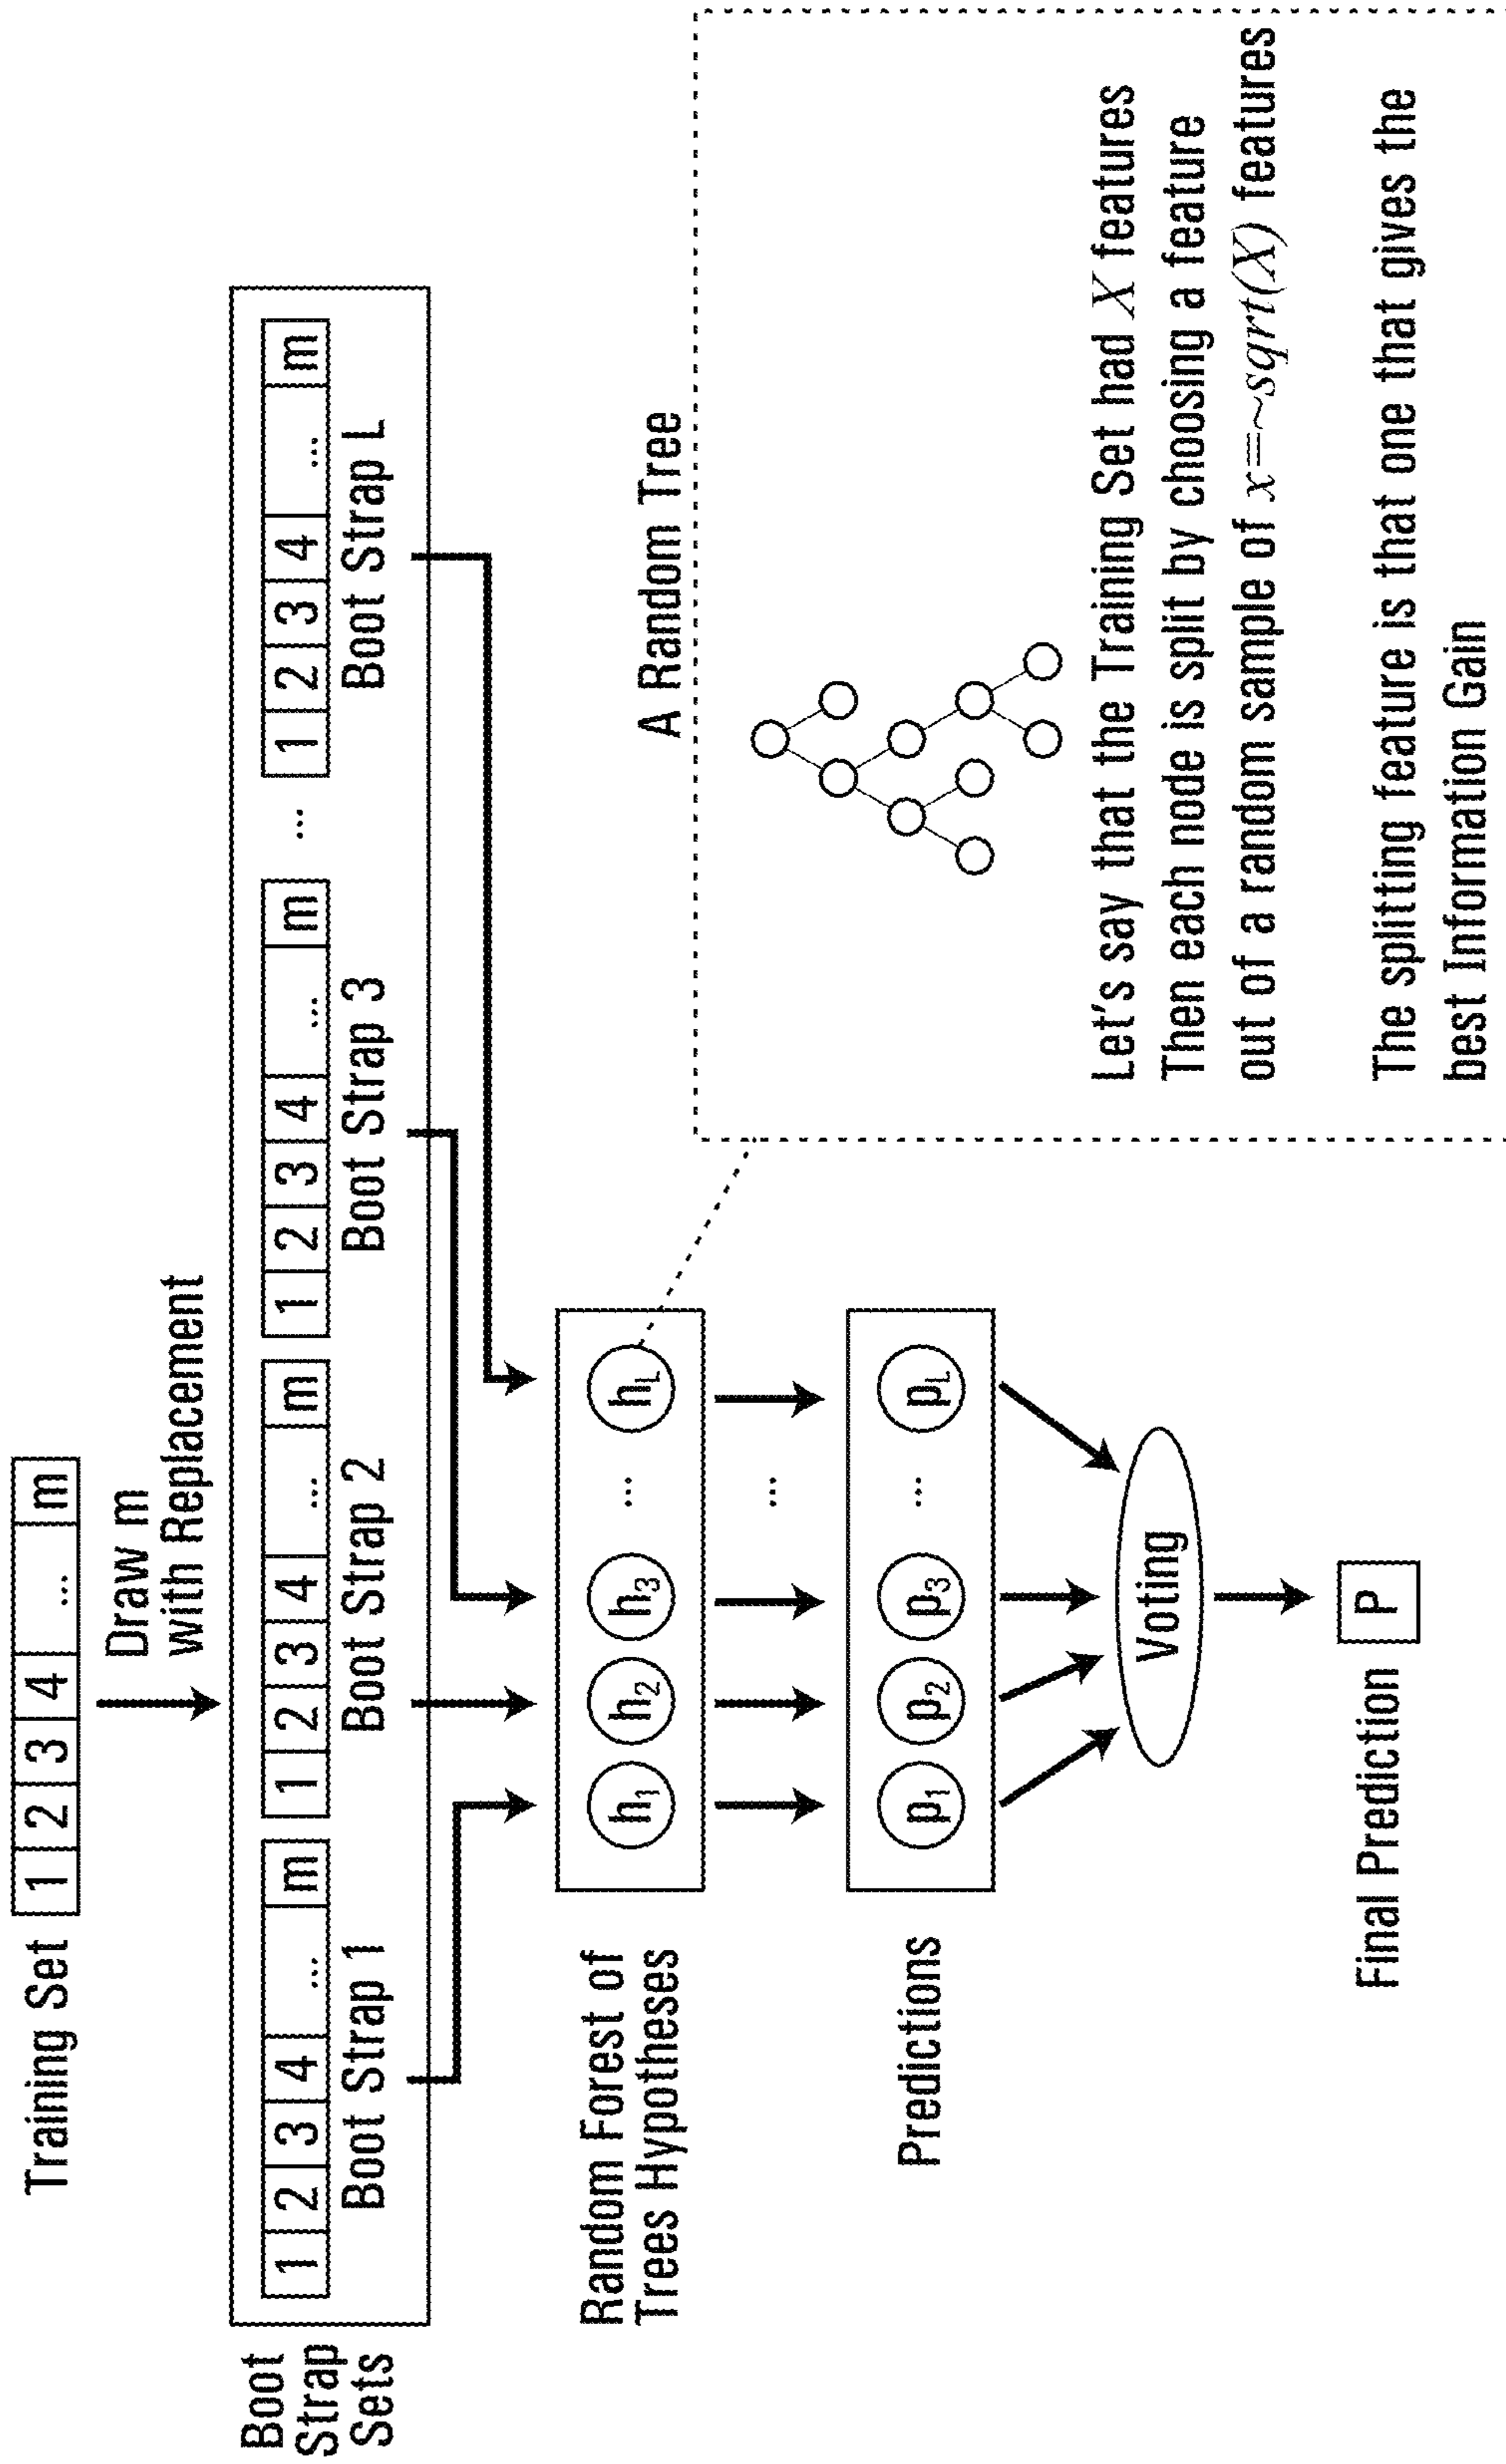 Training Set
1 2 3 4 ... m
Draw m
with Replacement
Boot
Strap
Sets
1 2 3 4 ... m
Boot Strap 1
1 2 3 4 ... m
Boot Strap 2
1 2 3 4 ... m
Boot Strap 3
...
1 2 3 4 ... m
Boot Strap L
Random Forest of
Trees Hypotheses
h₁ h₂ h₃ ... h_L
...
Predictions
p₁ p₂ p₃ ... p_L
Voting
Final Prediction P
A Random Tree
Let's say that the Training Set had X features
Then each node is split by choosing a feature
out of a random sample of x=~sqrt(X) features
The splitting feature is that one that gives the
best Information Gain